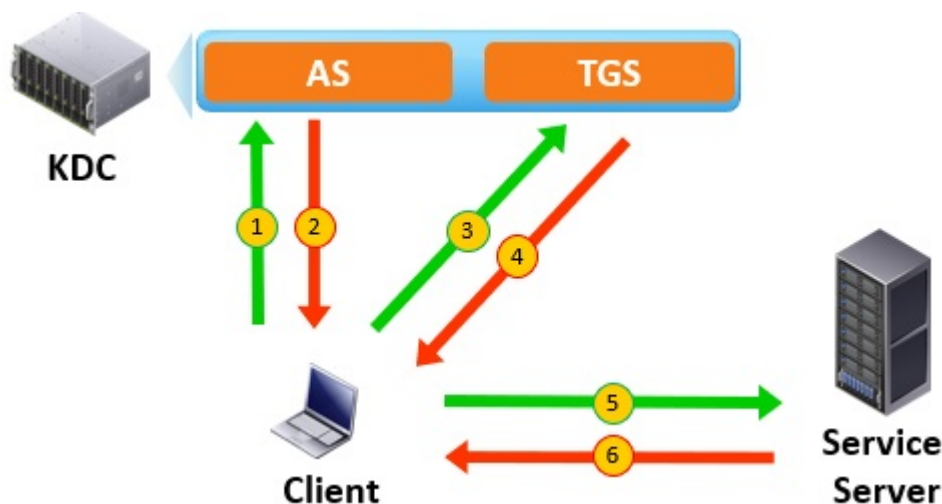 AS
TGS
KDC
1
2
3
4
5
6
Client
Service
Server